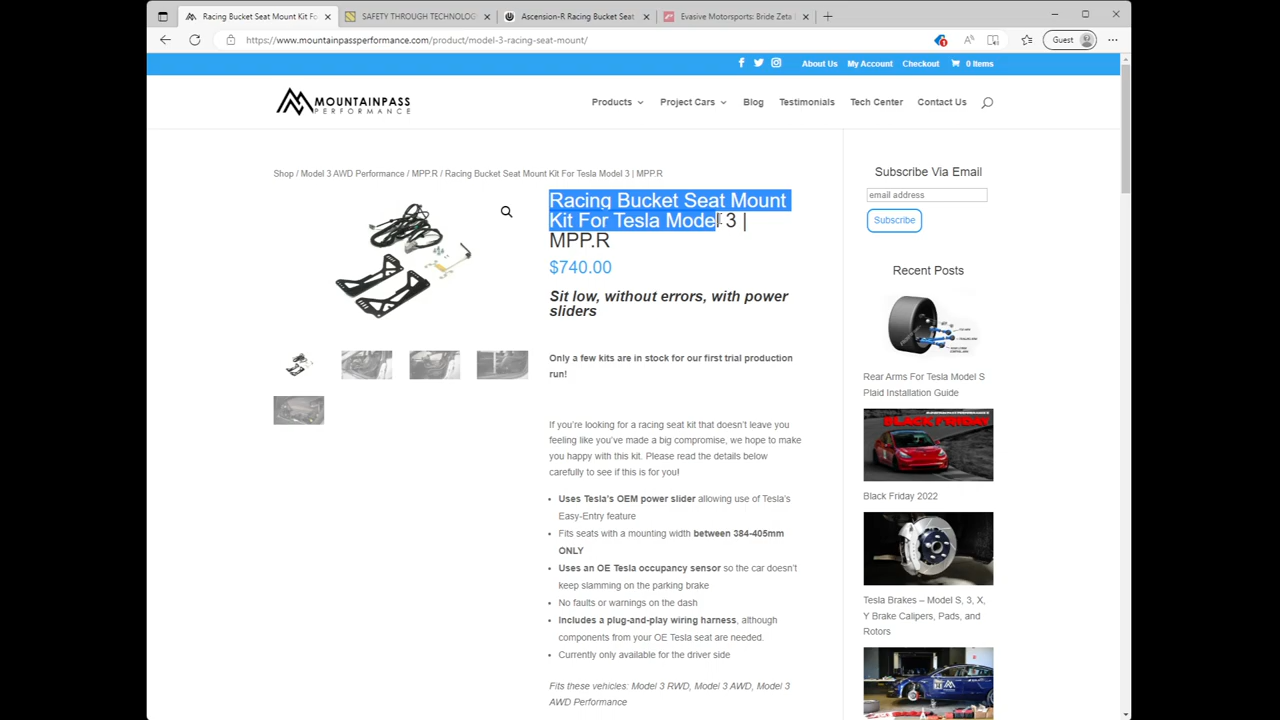 Racing Bucket Seat Mount Kit Fo
SAFETY THROUGH TECHNOLOG
Ascension-R Racing Bucket Seat
Evasive Motorsports: Bride Zeta
https://www.mountainpassperformance.com/product/model-3-racing-seat-mount/
1
Guest
About Us
My Account
Checkout
0 Items
MOUNTAINPASS
PERFORMANCE
Products
Project Cars
Blog
Testimonials
Tech Center
Contact Us
Shop / Model 3 AWD Performance / MPP.R / Racing Bucket Seat Mount Kit For Tesla Model 3 | MPP.R
Racing Bucket Seat Mount
Kit For Tesla Model 3 |
MPP.R
$740.00
Sit low, without errors, with power
sliders
Only a few kits are in stock for our first trial production
run!
If you're looking for a racing seat kit that doesn't leave you
feeling like you've made a big compromise, we hope to make
you happy with this kit. Please read the details below
carefully to see if this is for you!
• Uses Tesla's OEM power slider allowing use of Tesla's
Easy-Entry feature
• Fits seats with a mounting width between 384-405mm
ONLY
• Uses an OE Tesla occupancy sensor so the car doesn't
keep slamming on the parking brake
• No faults or warnings on the dash
• Includes a plug-and-play wiring harness, although
components from your OE Tesla seat are needed.
• Currently only available for the driver side
Fits these vehicles: Model 3 RWD, Model 3 AWD, Model 3
AWD Performance
Subscribe Via Email
email address
Subscribe
Recent Posts
Rear Arms For Tesla Model S
Plaid Installation Guide
BLACK FRIDAY
Black Friday 2022
Tesla Brakes – Model S, 3, X,
Y Brake Calipers, Pads, and
Rotors